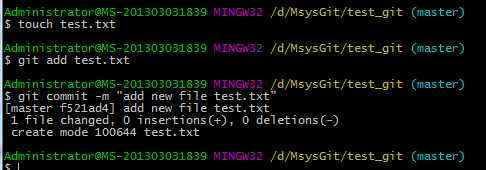 Administrator@MS-201303031839 MINGW32 /d/MsysGit/test_git (master)
$ touch test.txt
Administrator@MS-201303031839 MINGW32 /d/MsysGit/test_git (master)
$ git add test.txt
Administrator@MS-201303031839 MINGW32 /d/MsysGit/test_git (master)
$ git commit -m "add new file test.txt"
[master f521ad4] add new file test.txt
1 file changed, 0 insertions(+), 0 deletions(-)
create mode 100644 test.txt
Administrator@MS-201303031839 MINGW32 /d/MsysGit/test_git (master)
$